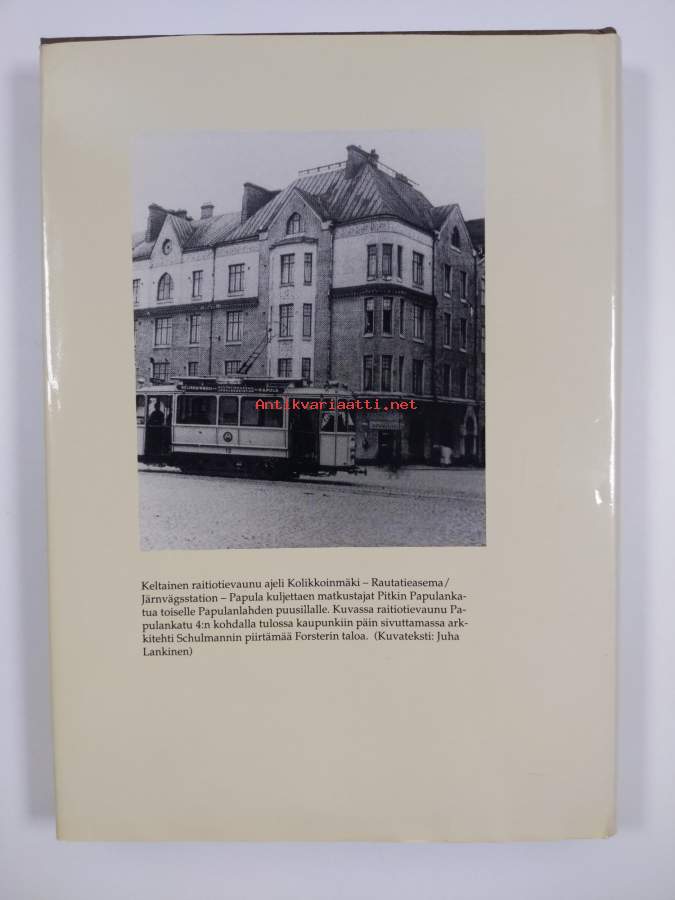 Antikvariaatti.net
Keltainen raitiotievaunu ajeli Kolikkoinmäki – Rautatieasema/
Järnvägsstation – Papula kuljettaen matkustajat Pitkin Papulanka-
tua toiselle Papulanlahden puusillalle. Kuvassa raitiotievaunu Pa-
pulankatu 4:n kohdalla tulossa kaupunkiin päin sivuttamassa ark-
kitehti Schulmannin piirtämää Forsterin taloa. (Kuvateksti: Juha
Lankinen)